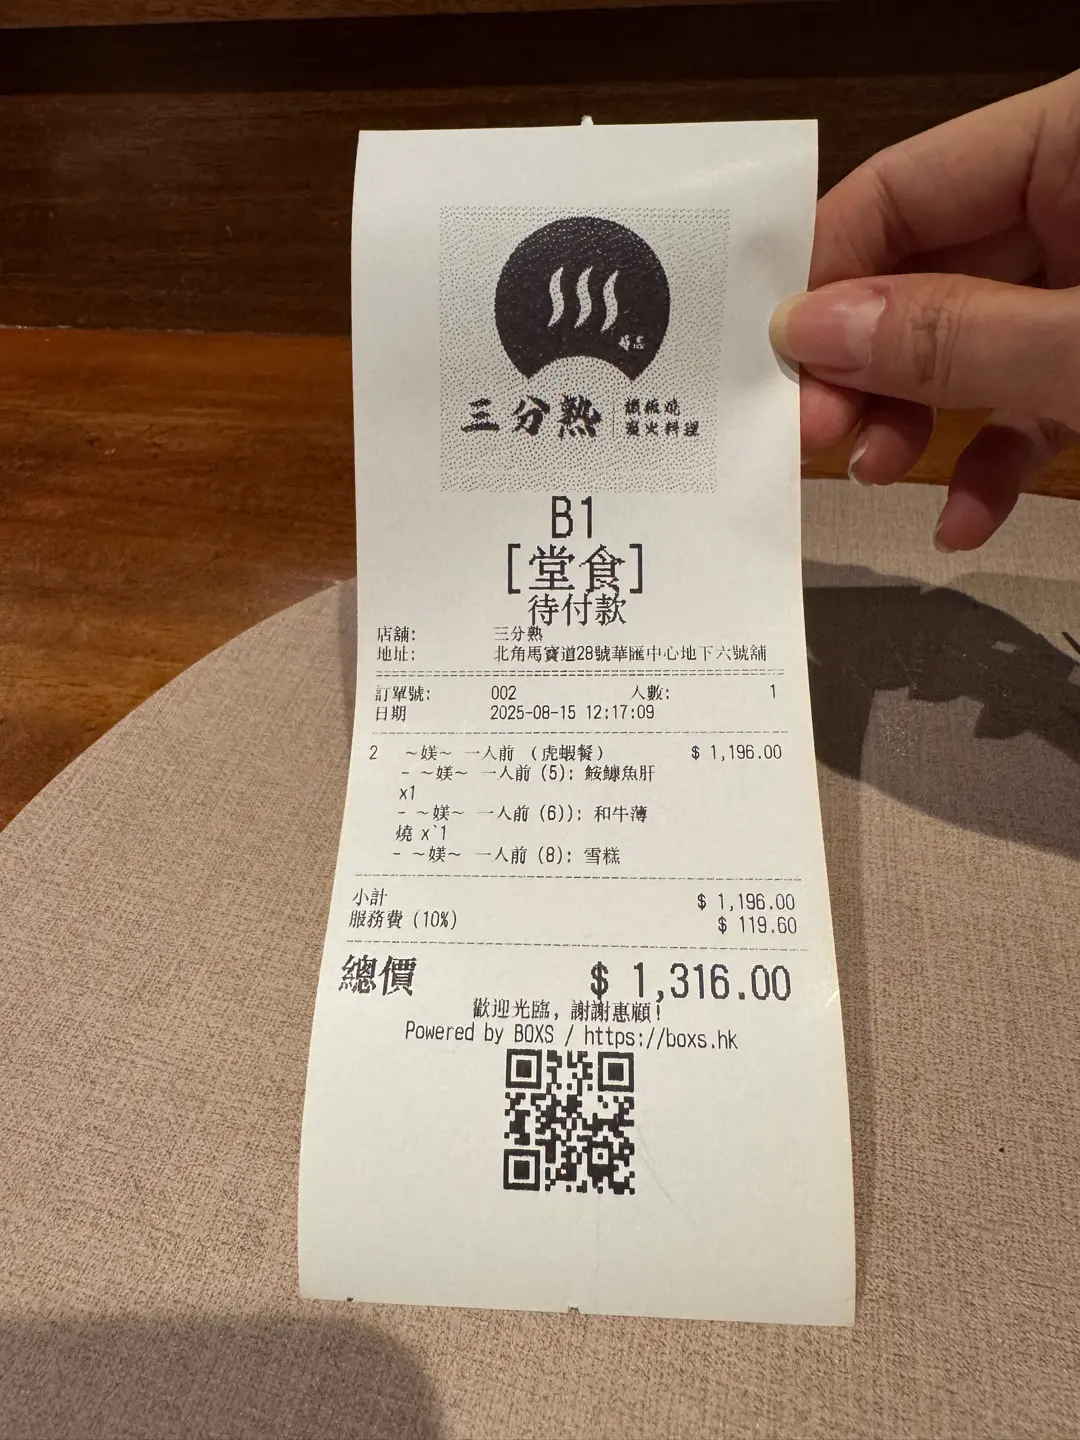 三分熟
鐵板燒
炭火料理
B1
[堂食]
待付款
店舖: 三分熟
地址: 北角馬寶道28號華匯中心地下六號舖
訂單號: 002 人數: 1
日期 2025-08-15 12:17:09
2 ～媄～ 一人前 (虎蝦餐) $ 1,196.00
- ～媄～ 一人前 (5): 鮟鱇魚肝
x1
- ～媄～ 一人前 (6)): 和牛薄
燒 x`1
- ～媄～ 一人前 (8): 雪糕
小計 $ 1,196.00
服務費 (10%) $ 119.60
總價 $ 1,316.00
歡迎光臨, 謝謝惠顧!
Powered by BOXS / https://boxs.hk